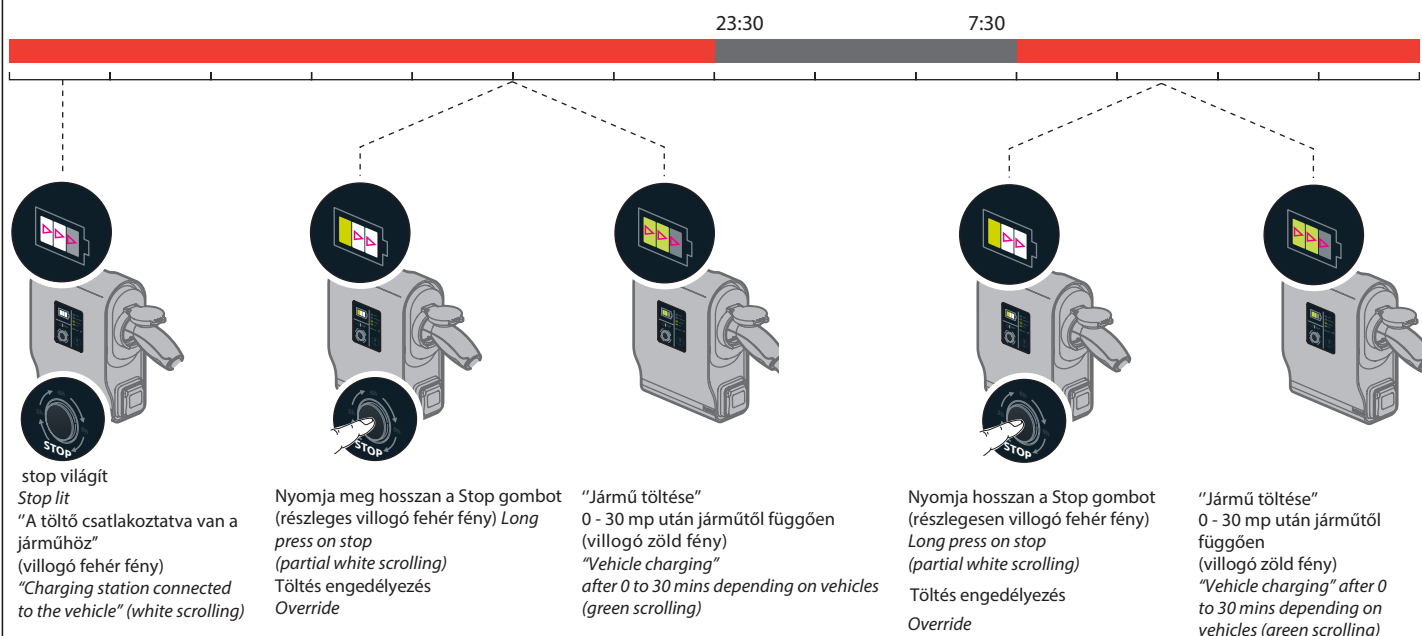 23:30 7:30
STOP
STOP
STOP
stop világít
Stop lit
‘’A töltő csatlakoztatva van a
járműhöz”
(villogó fehér fény)
“Charging station connected
to the vehicle” (white scrolling)
Nyomja meg hosszan a Stop gombot
(részleges villogó fehér fény) Long
press on stop
(partial white scrolling)
Töltés engedélyezés
Override
‘’Jármű töltése”
0 - 30 mp után járműtől függően
(villogó zöld fény)
“Vehicle charging”
after 0 to 30 mins depending on vehicles
(green scrolling)
Nyomja hosszan a Stop gombot
(részlegesen villogó fehér fény)
Long press on stop
(partial white scrolling)
Töltés engedélyezés
Override
‘’Jármű töltése”
0 - 30 mp után járműtől
függően
(villogó zöld fény)
“Vehicle charging” after 0
to 30 mins depending on
vehicles (green scrolling)